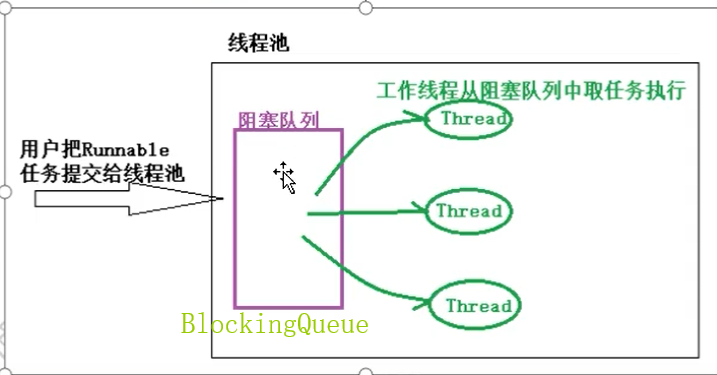 线程池
工作线程从阻塞队列中取任务执行
阻塞队列
Thread
用户把Runnable
任务提交给线程池
Thread
Thread
BlockingQueue